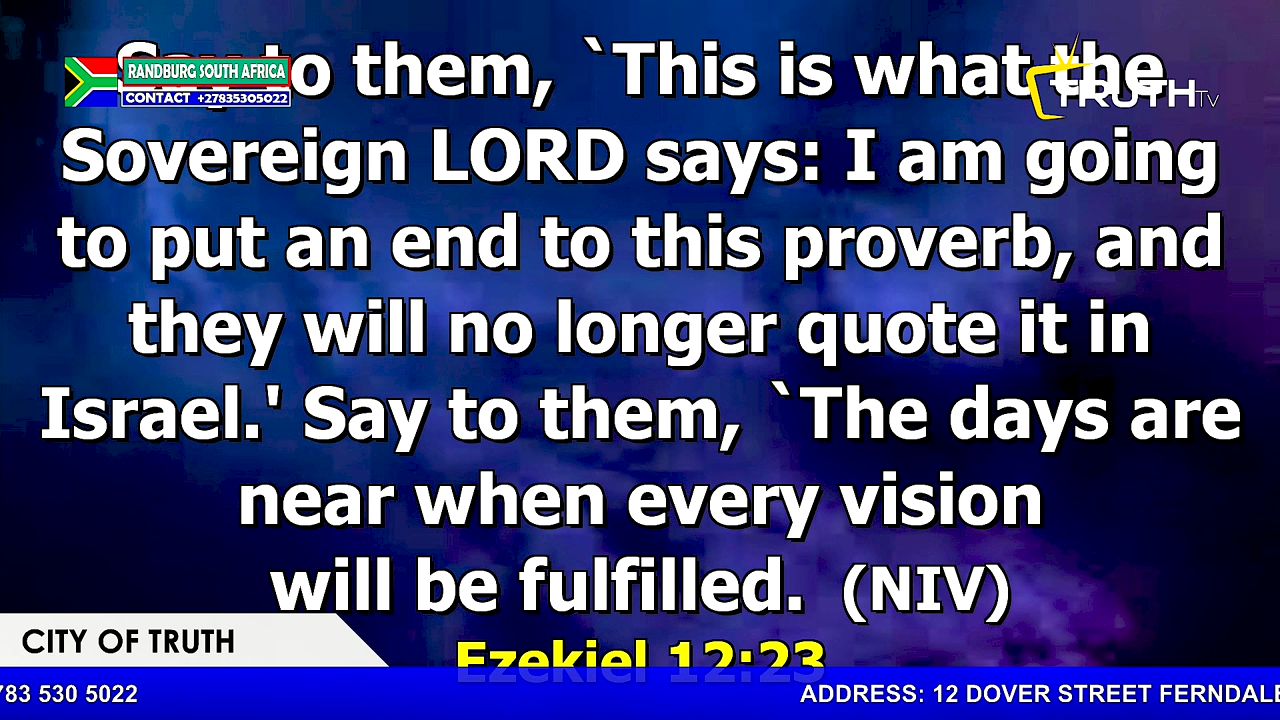 Say to them, `This is what the
RANDBURG SOUTH AFRICA
CONTACT +27835305022
TRUTH TV
Sovereign LORD says: I am going
to put an end to this proverb, and
they will no longer quote it in
Israel.' Say to them, `The days are
near when every vision
will be fulfilled. (NIV)
Ezekiel 12:23
CITY OF TRUTH
783 530 5022
ADDRESS: 12 DOVER STREET FERNDALE